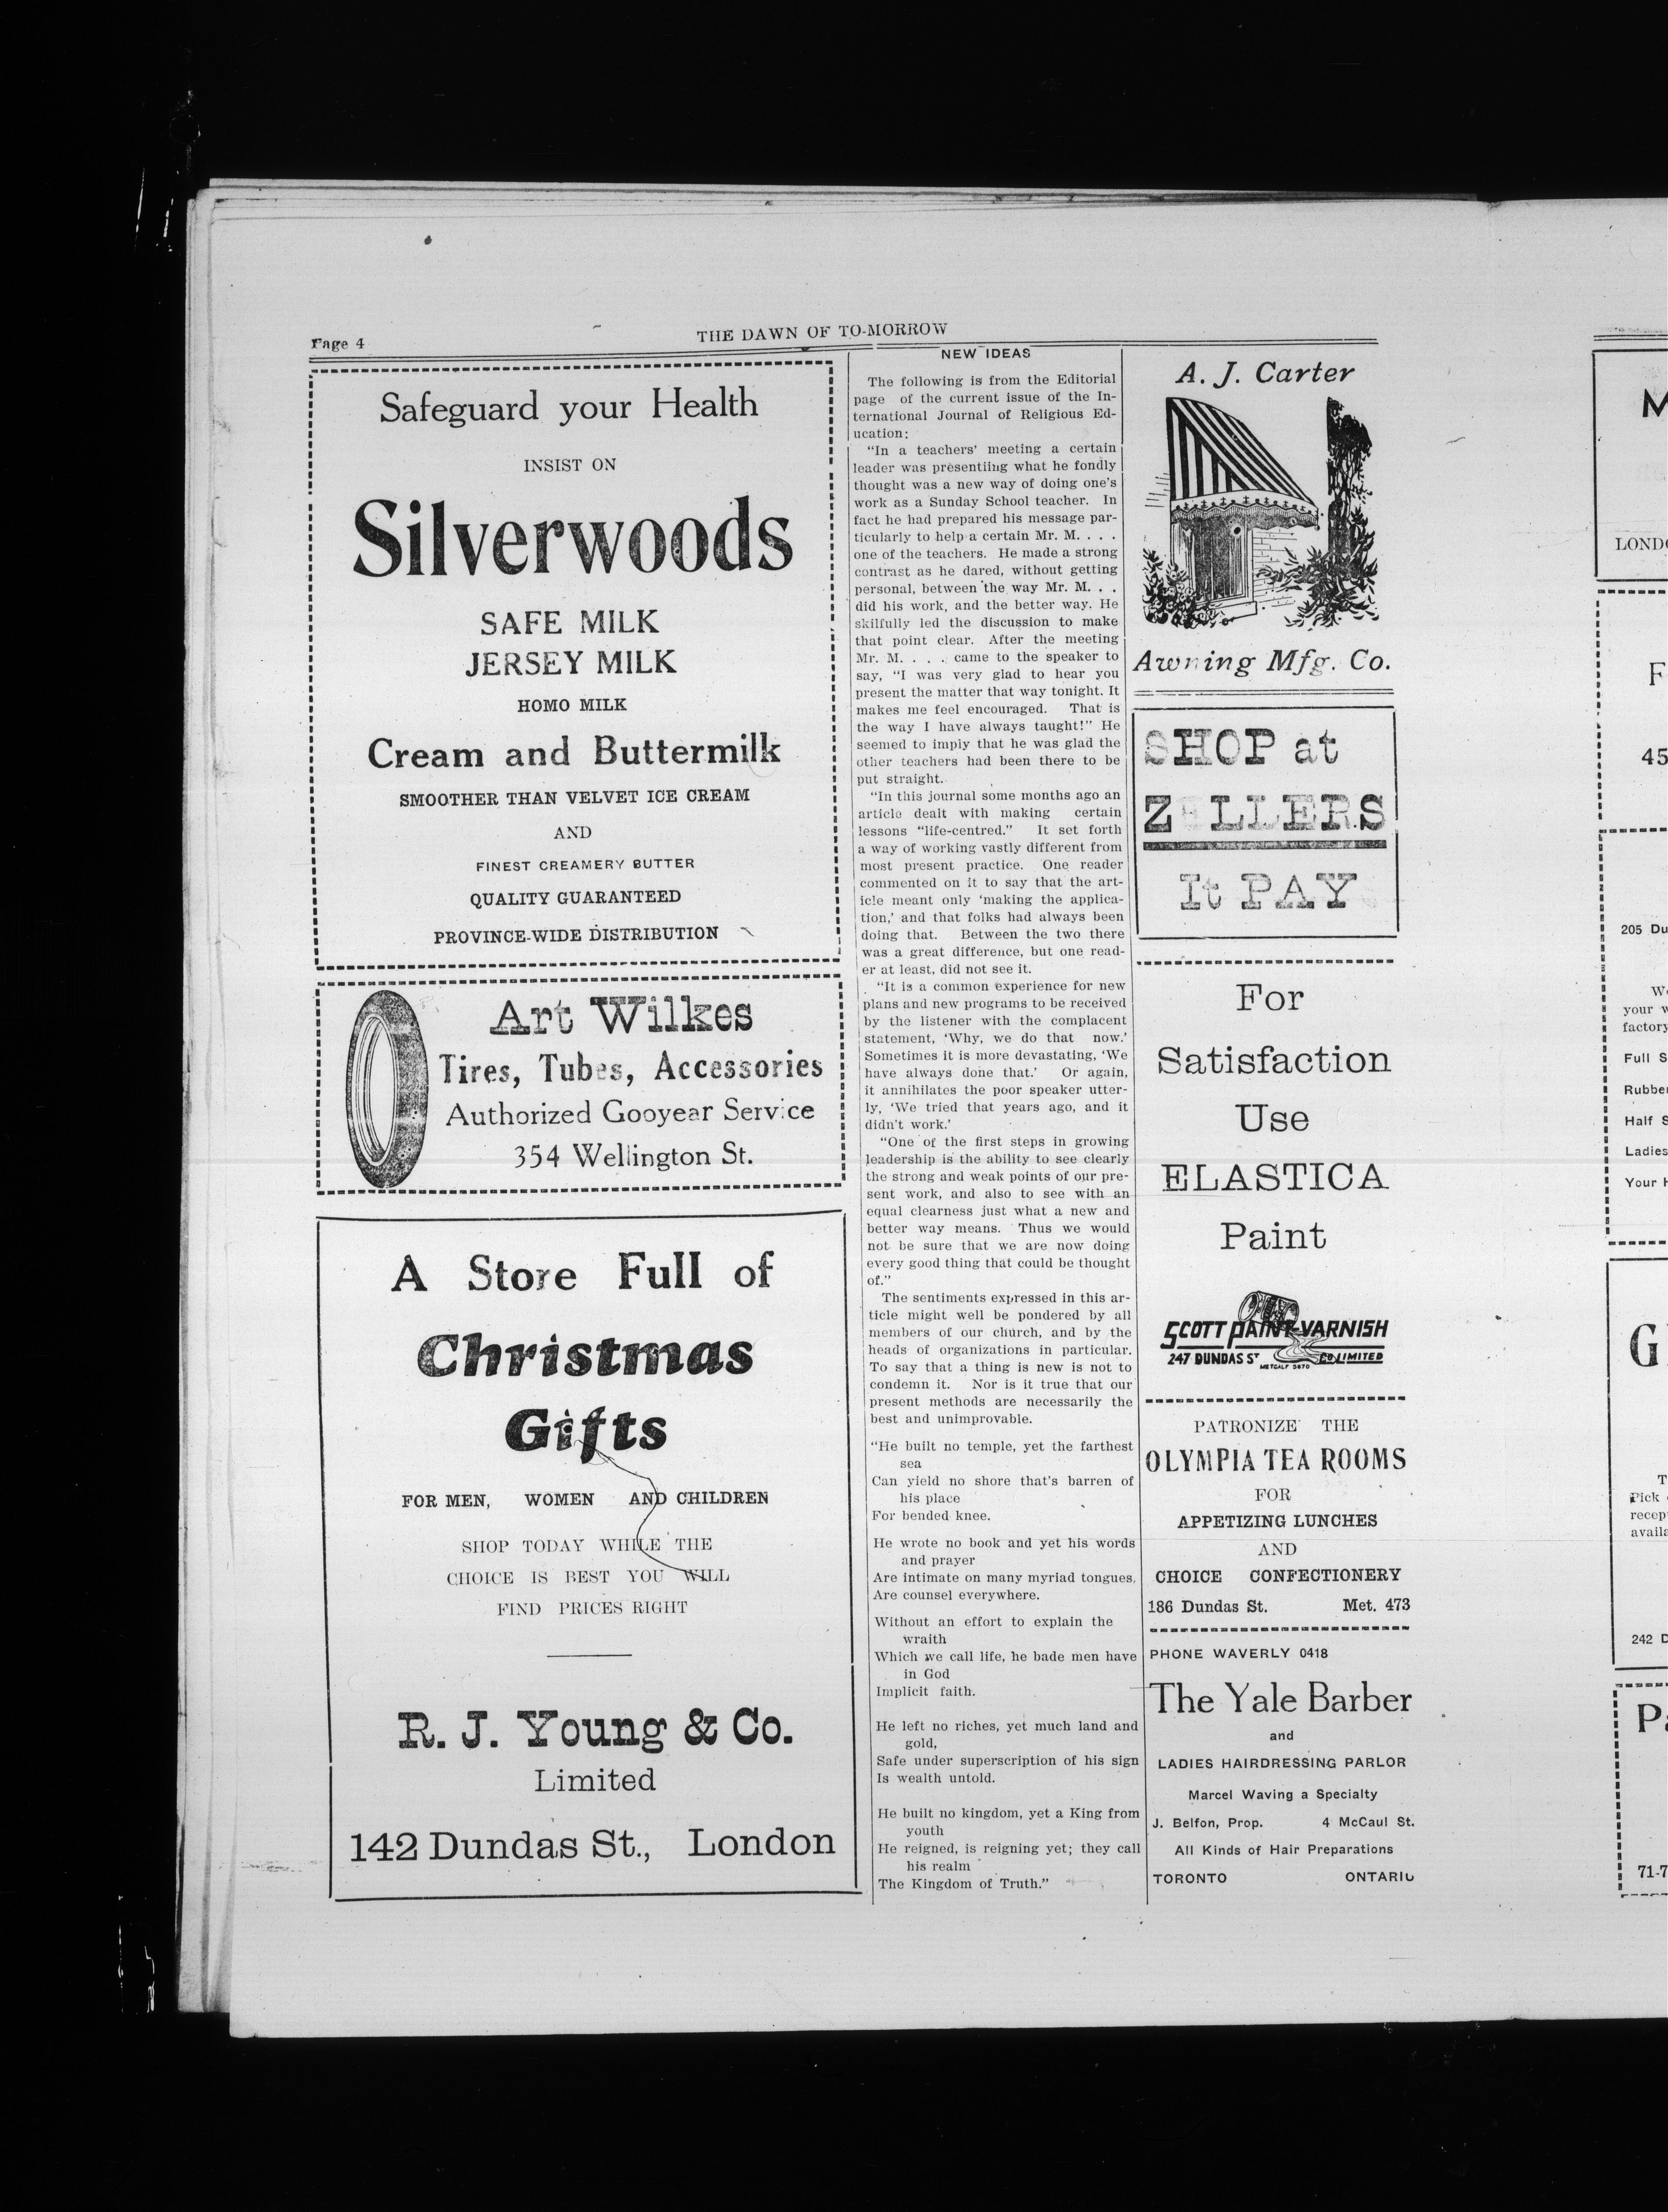 Page 4
THE DAWN OF TO-MORROW
Safeguard your Health
INSIST ON
Silverwoods
SAFE MILK
JERSEY MILK
HOMO MILK
Cream and Buttermilk
SMOOTHER THAN VELVET ICE CREAM
AND
FINEST CREAMERY BUTTER
QUALITY GUARANTEED
PROVINCE-WIDE DISTRIBUTION
Art Wilkes
Tires, Tubes, Accessories
Authorized Gooyear Service
354 Wellington St.
A Store Full of
Christmas
Gifts
FOR MEN, WOMEN AND CHILDREN
SHOP TODAY WHILE THE
CHOICE IS BEST YOU WILL
FIND PRICES RIGHT
R. J. Young & Co.
Limited
142 Dundas St., London
NEW IDEAS
The following is from the Editorial
page of the current issue of the In-
ternational Journal of Religious Ed-
ucation:
"In a teachers' meeting a certain
leader was presentiing what he fondly
thought was a new way of doing one's
work as a Sunday School teacher. In
fact he had prepared his message par-
ticularly to help a certain Mr. M. . . .
one of the teachers. He made a strong
contrast as he dared, without getting
personal, between the way Mr. M. . .
did his work, and the better way. He
skilfully led the discussion to make
that point clear. After the meeting
Mr. M. . . . came to the speaker to
say, "I was very glad to hear you
present the matter that way tonight. It
makes me feel encouraged. That is
the way I have always taught!" He
seemed to imply that he was glad the
other teachers had been there to be
put straight.
"In this journal some months ago an
article dealt with making certain
lessons "life-centred." It set forth
a way of working vastly different from
most present practice. One reader
commented on it to say that the art-
icle meant only 'making the applica-
tion,' and that folks had always been
doing that. Between the two there
was a great difference, but one read-
er at least, did not see it.
"It is a common experience for new
plans and new programs to be received
by the listener with the complacent
statement, 'Why, we do that now.'
Sometimes it is more devastating, 'We
have always done that.' Or again,
it annihilates the poor speaker utter-
ly, 'We tried that years ago, and it
didn't work.'
"One of the first steps in growing
leadership is the ability to see clearly
the strong and weak points of our pre-
sent work, and also to see with an
equal clearness just what a new and
better way means. Thus we would
not be sure that we are now doing
every good thing that could be thought
of."
The sentiments expressed in this ar-
ticle might well be pondered by all
members of our church, and by the
heads of organizations in particular.
To say that a thing is new is not to
condemn it. Nor is it true that our
present methods are necessarily the
best and unimprovable.
"He built no temple, yet the farthest
sea
Can yield no shore that's barren of
his place
For bended knee.
He wrote no book and yet his words
and prayer
Are intimate on many myriad tongues,
Are counsel everywhere.
Without an effort to explain the
wraith
Which we call life, he bade men have
in God
Implicit faith.
He left no riches, yet much land and
gold,
Safe under superscription of his sign
Is wealth untold.
He built no kingdom, yet a King from
youth
He reigned, is reigning yet; they call
his realm
The Kingdom of Truth."
A. J. Carter
Awning Mfg. Co.
SHOP at
ZELLERS
It PAY
For
Satisfaction
Use
ELASTICA
Paint
SCOTT PAINT-VARNISH
247 DUNDAS ST CO LIMITED
METCALF 3870
PATRONIZE THE
OLYMPIA TEA ROOMS
FOR
APPETIZING LUNCHES
AND
CHOICE CONFECTIONERY
186 Dundas St. Met. 473
PHONE WAVERLY 0418
The Yale Barber
and
LADIES HAIRDRESSING PARLOR
Marcel Waving a Specialty
J. Belfon, Prop. 4 McCaul St.
All Kinds of Hair Preparations
TORONTO ONTARIO
205 Du
your w
factory
Full S
Rubber
Half S
Ladies
Your H
Pick
recep
availa
242 D
71-7